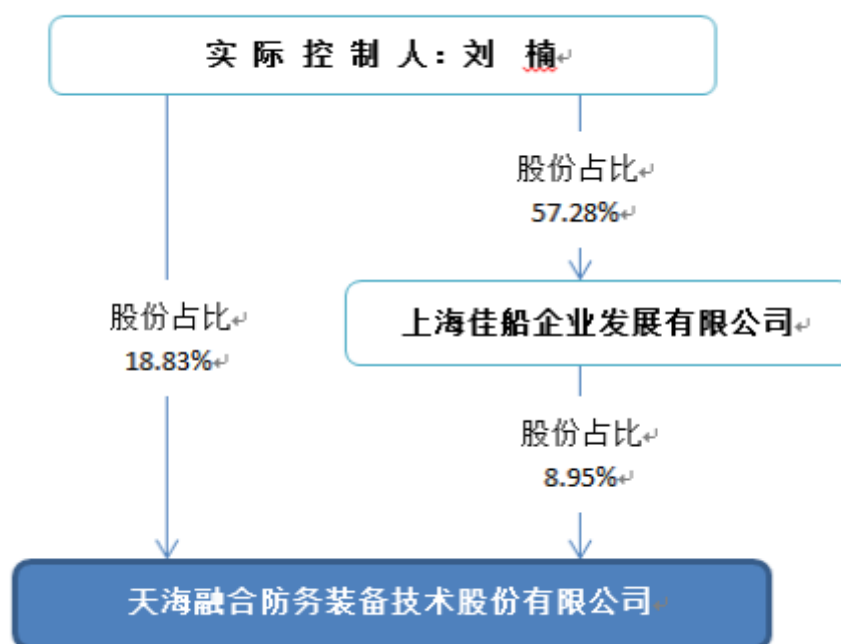 实 际 控 制 人：刘 楠
股份占比
57.28%
上海佳船企业发展有限公司
股份占比
18.83%
股份占比
8.95%
天海融合防务装备技术股份有限公司